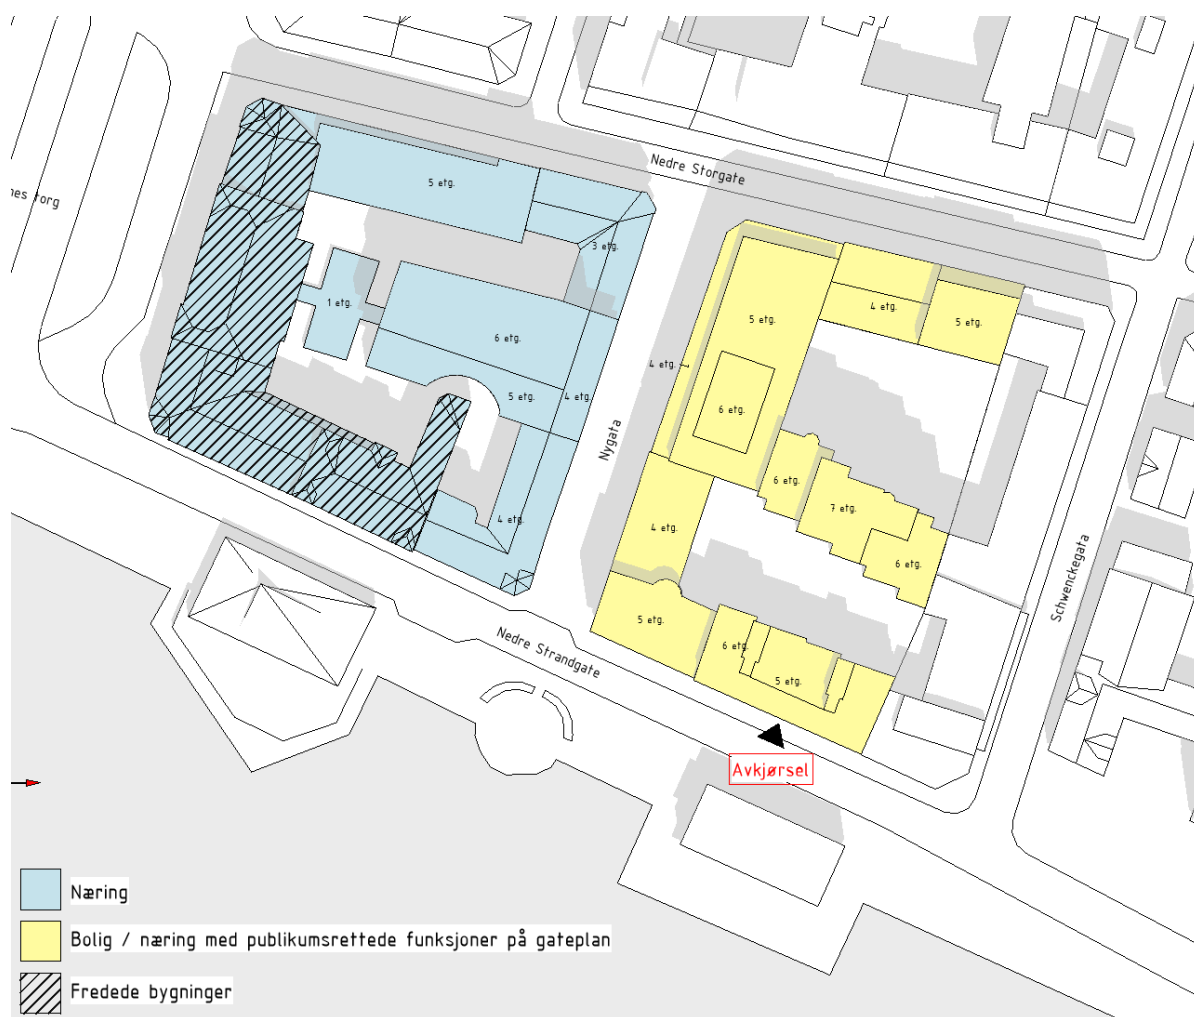 Nedre Storgate
5 etg.
nes torg
3 etg.
1 etg.
4 etg.
5 etg.
5 etg.
6 etg.
4 etg.
5 etg.
4 etg.
6 etg.
Nygata
6 etg.
7 etg.
4 etg.
4 etg.
6 etg.
Schwenckegata
5 etg.
Nedre Strandgate
6 etg.
5 etg.
Avkjørsel
Næring
Bolig / næring med publikumsrettede funksjoner på gateplan
Fredede bygninger